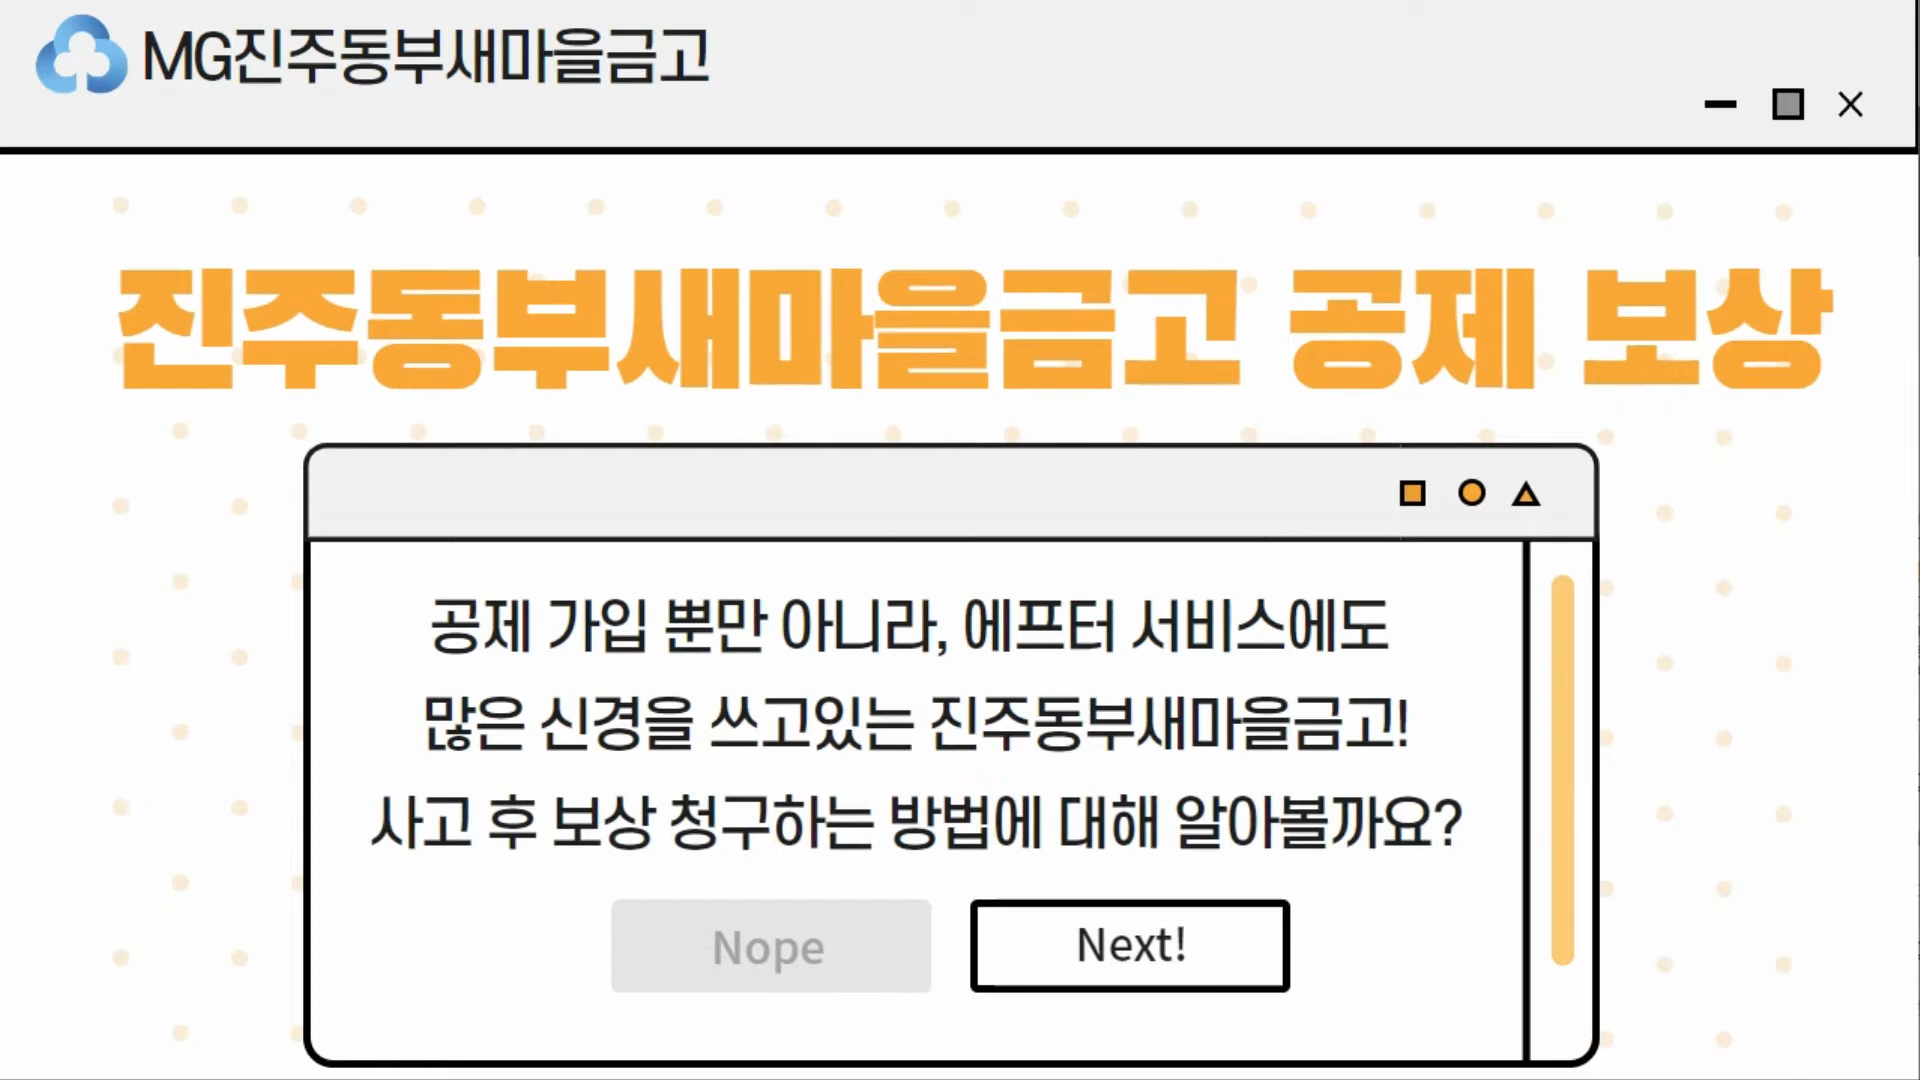 MG진주동부새마을금고
진주동부새마을금고 공제 보상
공제 가입 뿐만 아니라, 에프터 서비스에도
많은 신경을 쓰고있는 진주동부새마을금고!
사고 후 보상 청구하는 방법에 대해 알아볼까요?
Nope
Next!